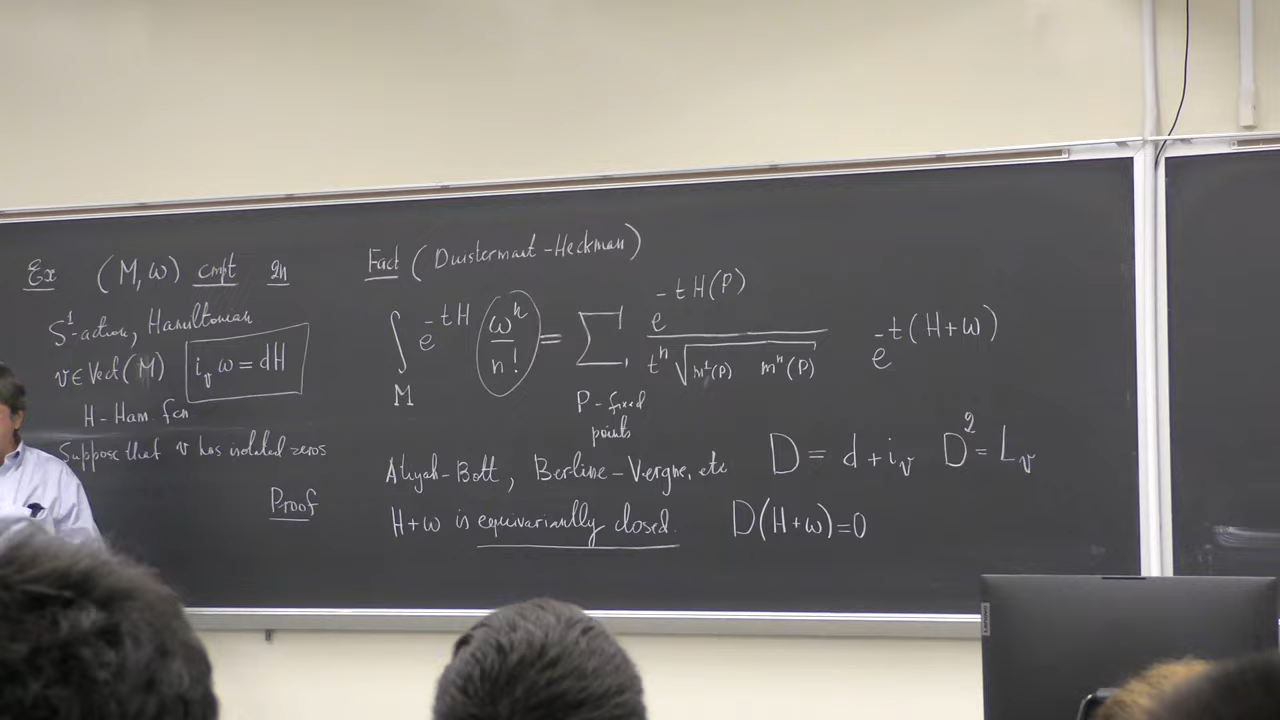 Ex (M, ω) cmpt 2n
S¹-action, Hamiltonian
v ∈ Vect(M) i_v ω = dH
H - Ham. fcn
Suppose that v has isolated zeros
Proof
Fact (Duistermaat-Heckman)
∫_M e^{-tH} ω^n/n! = Σ_{P - fixed points} e^{-tH(P)} / (t^n √(m¹(P) mⁿ(P)))
e^{-t(H+ω)}
Atiyah-Bott, Berline-Vergne, etc
D = d + i_v D² = L_v
H+ω is equivariantly closed. D(H+ω)=0
Lenovo